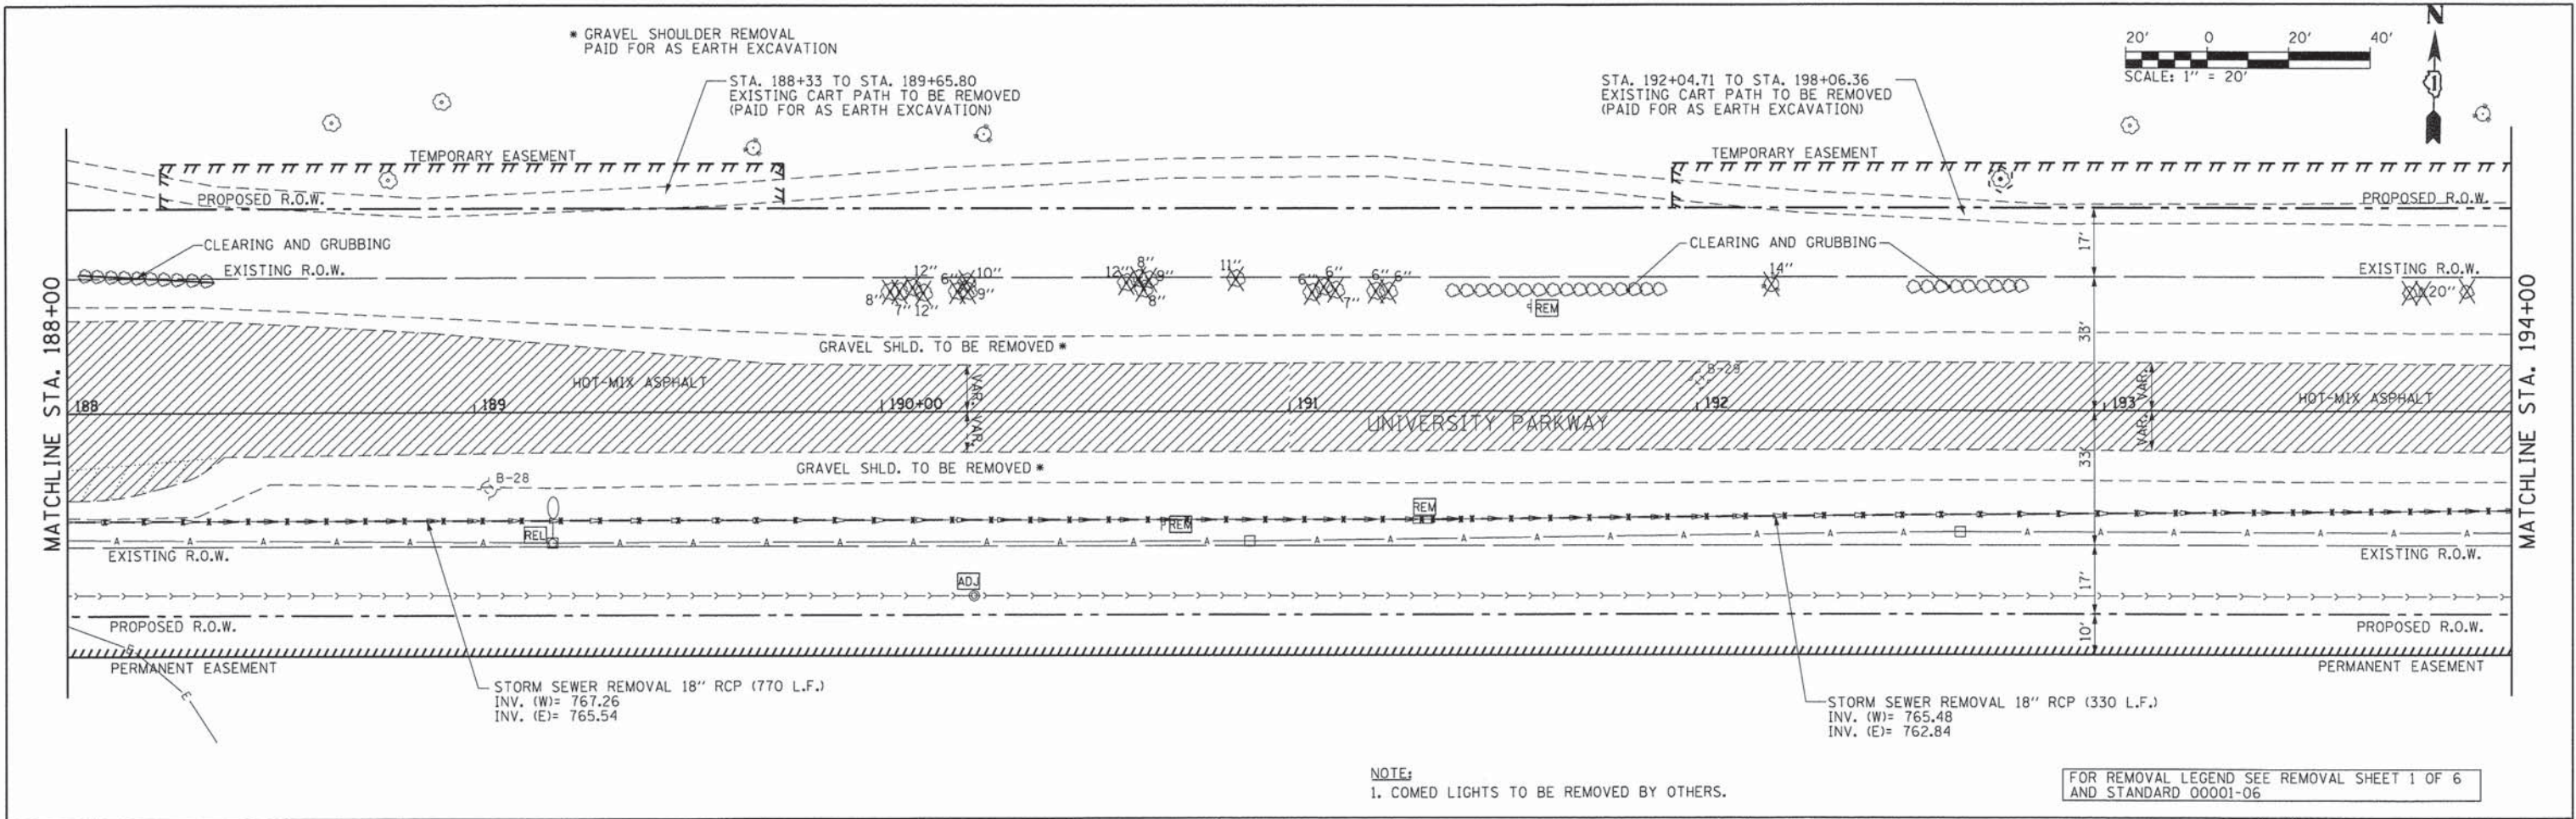 * GRAVEL SHOULDER REMOVAL
PAID FOR AS EARTH EXCAVATION
STA. 188+33 TO STA. 189+65.80
EXISTING CART PATH TO BE REMOVED
(PAID FOR AS EARTH EXCAVATION)
STA. 192+04.71 TO STA. 198+06.36
EXISTING CART PATH TO BE REMOVED
(PAID FOR AS EARTH EXCAVATION)
20' 0 20' 40'
SCALE: 1" = 20'
N
1
TEMPORARY EASEMENT
TEMPORARY EASEMENT
PROPOSED R.O.W.
PROPOSED R.O.W.
17'
CLEARING AND GRUBBING
CLEARING AND GRUBBING
EXISTING R.O.W.
EXISTING R.O.W.
8" 7" 12" 12"
6" 10" 9"
12" 8" 9" 8"
11"
6" 6" 7"
6" 6"
14"
20"
REM
33'
GRAVEL SHLD. TO BE REMOVED *
MATCHLINE STA. 188+00
MATCHLINE STA. 194+00
HOT-MIX ASPHALT
VAR.
B-29
VAR.
HOT-MIX ASPHALT
188
189
190+00
191
192
193
UNIVERSITY PARKWAY
VAR.
VAR.
33'
GRAVEL SHLD. TO BE REMOVED *
B-28
REL
REM
REM
A A A A A A A A A A A A A A A A A A A A A A A A A A A A A A A A A
EXISTING R.O.W.
EXISTING R.O.W.
ADJ
17'
PROPOSED R.O.W.
PROPOSED R.O.W.
10'
E
PERMANENT EASEMENT
PERMANENT EASEMENT
E
STORM SEWER REMOVAL 18" RCP (770 L.F.)
INV. (W)= 767.26
INV. (E)= 765.54
STORM SEWER REMOVAL 18" RCP (330 L.F.)
INV. (W)= 765.48
INV. (E)= 762.84
NOTE:
1. COMED LIGHTS TO BE REMOVED BY OTHERS.
FOR REMOVAL LEGEND SEE REMOVAL SHEET 1 OF 6
AND STANDARD 00001-06